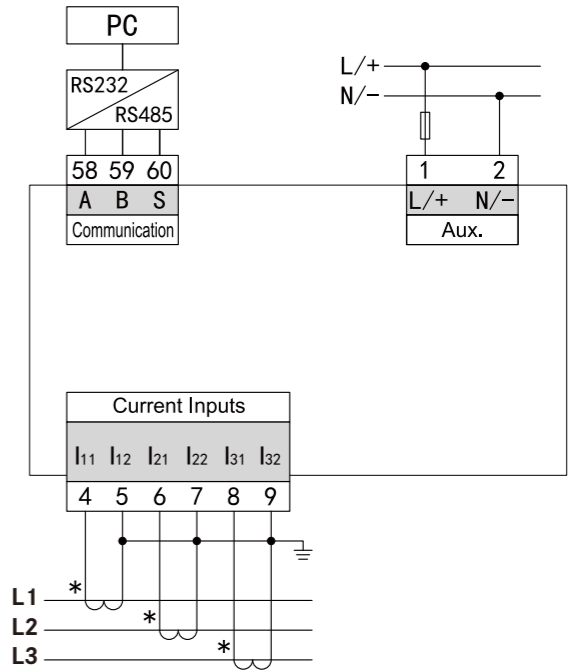 PC
RS232
RS485
58 59 60
A B S
Communication
L/+
N/-
1 2
L/+ N/-
Aux.
Current Inputs
I11 I12 I21 I22 I31 I32
4 5 6 7 8 9
* L1
* L2
* L3